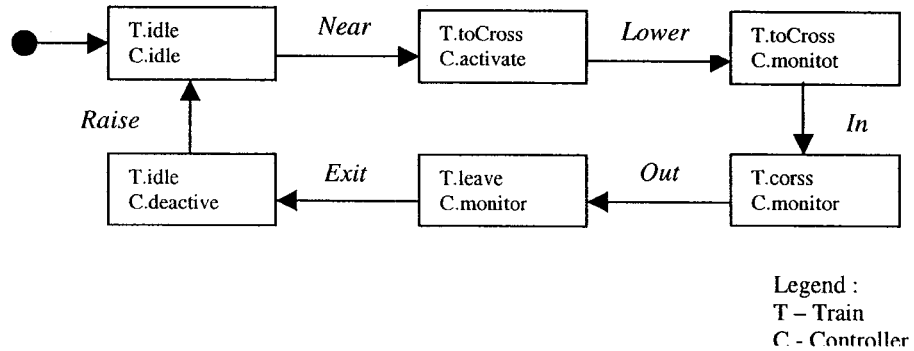 T.idle
C.idle
Near
T.toCross
C.activate
Lower
T.toCross
C.monitot
Raise
In
T.idle
C.deactive
Exit
T.leave
C.monitor
Out
T.corss
C.monitor
Legend :
T – Train
C - Controller